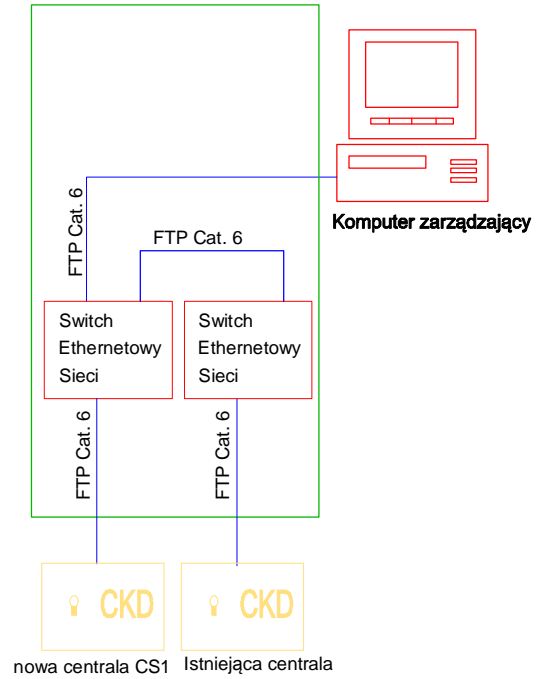 Komputer zarządzający
FTP Cat. 6
FTP Cat. 6
Switch
Ethernetowy
Sieci
Switch
Ethernetowy
Sieci
FTP Cat. 6
FTP Cat. 6
CKD
CKD
nowa centrala CS1
Istniejąca centrala